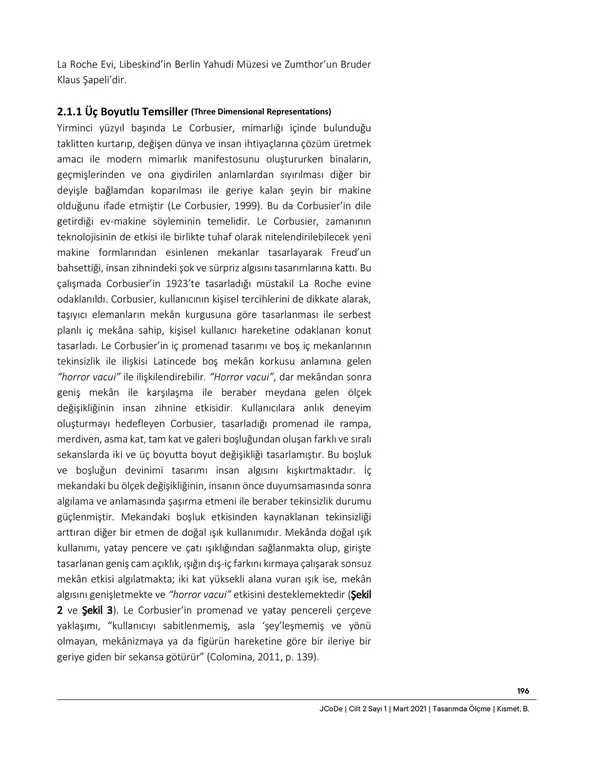 La Roche Evi, Libeskind'in Berlin Yahudi Müzesi ve Zumthor'un Bruder
Klaus Şapeli'dir.
2.1.1 Üç Boyutlu Temsiller (Three Dimensional Representations)
Yirminci yüzyıl başında Le Corbusier, mimarlığı içinde bulunduğu
taklitten kurtarıp, değişen dünya ve insan ihtiyaçlarına çözüm üretmek
amacı ile modern mimarlık manifestosunu oluştururken binaların,
geçmişlerinden ve ona giydirilen anlamlardan sıyırılması diğer bir
deyişle bağlamdan koparılması ile geriye kalan şeyin bir makine
olduğunu ifade etmiştir (Le Corbusier, 1999). Bu da Corbusier'in dile
getirdiği ev-makine söyleminin temelidir. Le Corbusier, zamanının
teknolojisinin de etkisi ile birlikte tuhaf olarak nitelendirilebilecek yeni
makine formlarından esinlenen mekanlar tasarlayarak Freud'un
bahsettiği, insan zihnindeki şok ve sürpriz algısını tasarımlarına kattı. Bu
çalışmada Corbusier'in 1923'te tasarladığı müstakil La Roche evine
odaklanıldı. Corbusier, kullanıcının kişisel tercihlerini de dikkate alarak,
taşıyıcı elemanların mekân kurgusuna göre tasarlanması ile serbest
planlı iç mekâna sahip, kişisel kullanıcı hareketine odaklanan konut
tasarladı. Le Corbusier'in iç promenad tasarımı ve boş iç mekanlarının
tekinsizlik ile ilişkisi Latincede boş mekân korkusu anlamına gelen
"horror vacui" ile ilişkilendirebilir. "Horror vacui", dar mekândan sonra
geniş mekân ile karşılaşma ile beraber meydana gelen ölçek
değişikliğinin insan zihnine etkisidir. Kullanıcılara anlık deneyim
oluşturmayı hedefleyen Corbusier, tasarladığı promenad ile rampa,
merdiven, asma kat, tam kat ve galeri boşluğundan oluşan farklı ve sıralı
sekanslarda iki ve üç boyutta boyut değişikliği tasarlamıştır. Bu boşluk
ve boşluğun devinimi tasarımı insan algısını kışkırtmaktadır. İç
mekandaki bu ölçek değişikliğinin, insanın önce duyumsamasında sonra
algılama ve anlamasında şaşırma etmeni ile beraber tekinsizlik durumu
güçlenmiştir. Mekandaki boşluk etkisinden kaynaklanan tekinsizliği
arttıran diğer bir etmen de doğal ışık kullanımıdır. Mekânda doğal ışık
kullanımı, yatay pencere ve çatı ışıklığından sağlanmakta olup, girişte
tasarlanan geniş cam açıklık, ışığın dış-iç farkını kırmaya çalışarak sonsuz
mekân etkisi algılatmakta; iki kat yüksekli alana vuran ışık ise, mekân
algısını genişletmekte ve "horror vacui" etkisini desteklemektedir (Şekil
2 ve Şekil 3). Le Corbusier'in promenad ve yatay pencereli çerçeve
yaklaşımı, "kullanıcıyı sabitlenmemiş, asla 'şey'leşmemiş ve yönü
olmayan, mekânizmaya ya da figürün hareketine göre bir ileriye bir
geriye giden bir sekansa götürür" (Colomina, 2011, p. 139).
196
JCoDe | Cilt 2 Sayı 1 | Mart 2021 | Tasarımda Ölçme | Kısmet, B.